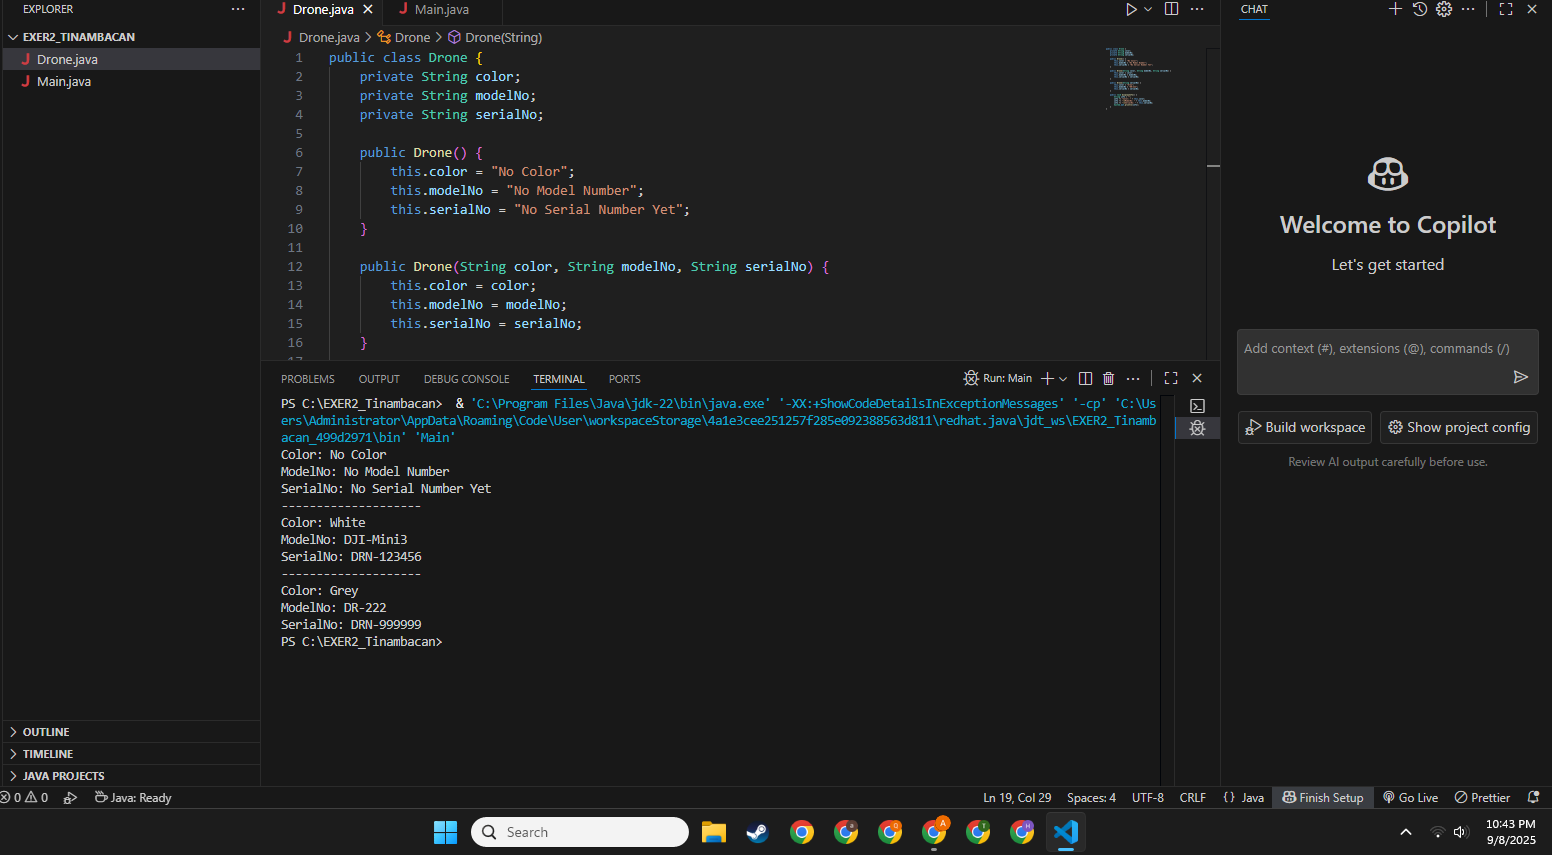 EXPLORER
EXER2_TINAMBACAN
Drone.java
Main.java
OUTLINE
TIMELINE
JAVA PROJECTS
Drone.java
Main.java
Drone.java > Drone > Drone(String)
1 public class Drone {
2 private String color;
3 private String modelNo;
4 private String serialNo;
5
6 public Drone() {
7 this.color = "No Color";
8 this.modelNo = "No Model Number";
9 this.serialNo = "No Serial Number Yet";
10 }
11
12 public Drone(String color, String modelNo, String serialNo) {
13 this.color = color;
14 this.modelNo = modelNo;
15 this.serialNo = serialNo;
16 }
PROBLEMS OUTPUT DEBUG CONSOLE TERMINAL PORTS
Run: Main
PS C:\EXER2_Tinambacan> & 'C:\Program Files\Java\jdk-22\bin\java.exe' '-XX:+ShowCodeDetailsInExceptionMessages' '-cp' 'C:\Us
ers\Administrator\AppData\Roaming\Code\User\workspaceStorage\4a1e3cee251257f285e092388563d811\redhat.java\jdt_ws\EXER2_Tinamb
acan_499d2971\bin' 'Main'
Color: No Color
ModelNo: No Model Number
SerialNo: No Serial Number Yet
--------------------
Color: White
ModelNo: DJI-Mini3
SerialNo: DRN-123456
--------------------
Color: Grey
ModelNo: DR-222
SerialNo: DRN-999999
PS C:\EXER2_Tinambacan>
CHAT
Welcome to Copilot
Let's get started
Add context (#), extensions (@), commands (/)
Build workspace
Show project config
Review AI output carefully before use.
0 0
Java: Ready
Ln 19, Col 29
Spaces: 4
UTF-8
CRLF
{ } Java
Finish Setup
Go Live
Prettier
Search
10:43 PM
9/8/2025